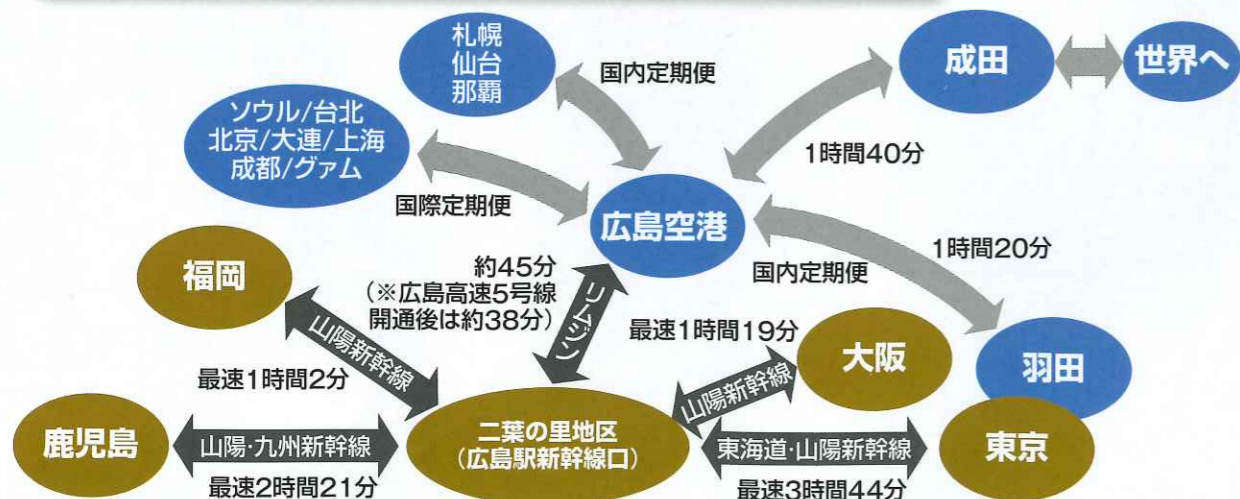 札幌
仙台
那覇
国内定期便
成田
世界へ
ソウル/台北
北京/大連/上海
成都/グァム
1時間40分
国際定期便
広島空港
1時間20分
国内定期便
福岡
約45分
(※広島高速5号線
開通後は約38分)
リムジン
山陽新幹線
最速1時間19分
大阪
羽田
最速1時間2分
山陽新幹線
鹿児島
山陽・九州新幹線
最速2時間21分
二葉の里地区
(広島駅新幹線口)
東海道・山陽新幹線
最速3時間44分
東京